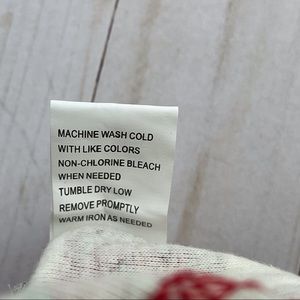 MACHINE WASH COLD
WITH LIKE COLORS
NON-CHLORINE BLEACH
WHEN NEEDED
TUMBLE DRY LOW
REMOVE PROMPTLY
WARM IRON AS NEEDED